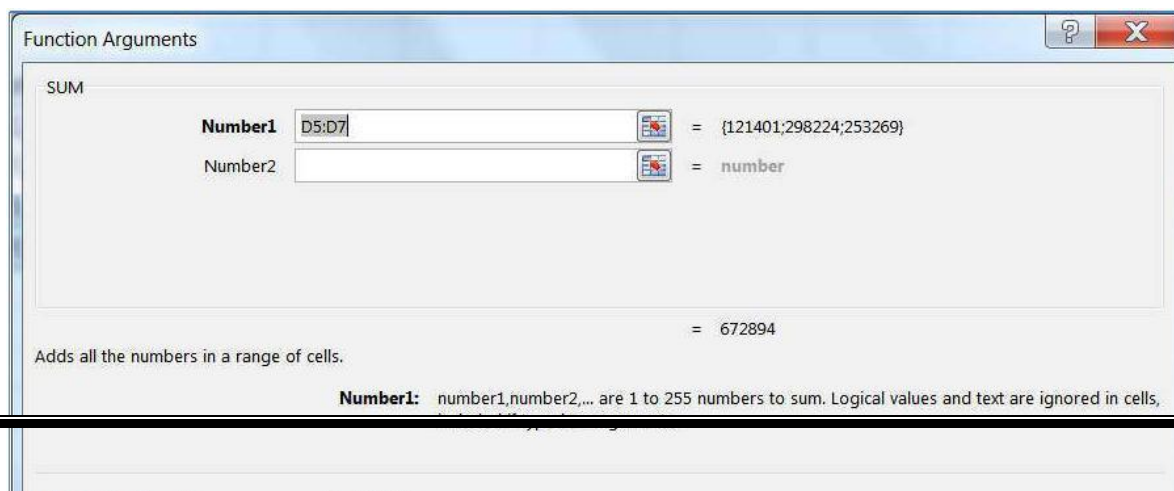 Function Arguments
SUM
Number1 D5:D7 = {121401;298224;253269}
Number2 = number
= 672894
Adds all the numbers in a range of cells.
Number1: number1,number2,... are 1 to 255 numbers to sum. Logical values and text are ignored in cells,